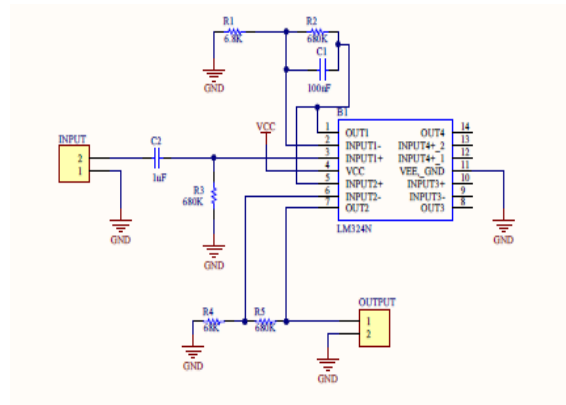 R1
6.8K
R2
680K
C1
100nF
GND
B1
VCC
INPUT
2
1
C2
1uF
R3
680K
GND
GND
1 OUT1 OUT4 14
2 INPUT1- INPUT4+_2 13
3 INPUT1+ INPUT4+_1 12
4 VCC VEE_GND 11
5 INPUT2+ INPUT3+ 10
6 INPUT2- INPUT3- 9
7 OUT2 OUT3 8
LM324N
GND
R4
68K
R5
680K
OUTPUT
1
2
GND
GND